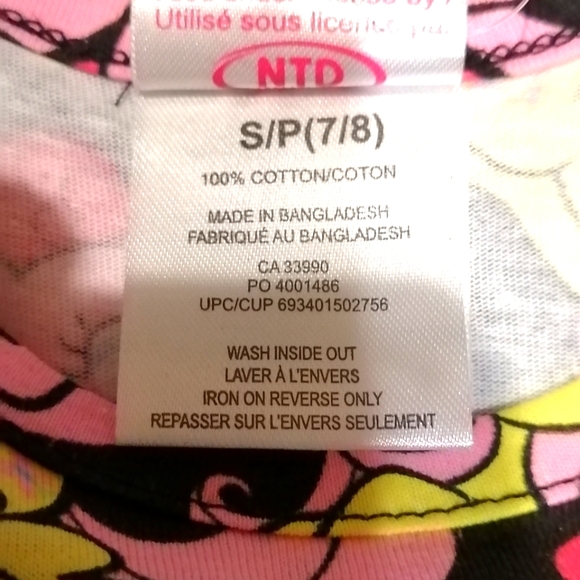 Utilisé sous licence
NTD
S/P(7/8)
100% COTTON/COTON
MADE IN BANGLADESH
FABRIQUÉ AU BANGLADESH
CA 33990
PO 4001486
UPC/CUP 693401502756
WASH INSIDE OUT
LAVER À L'ENVERS
IRON ON REVERSE ONLY
REPASSER SUR L'ENVERS SEULEMENT